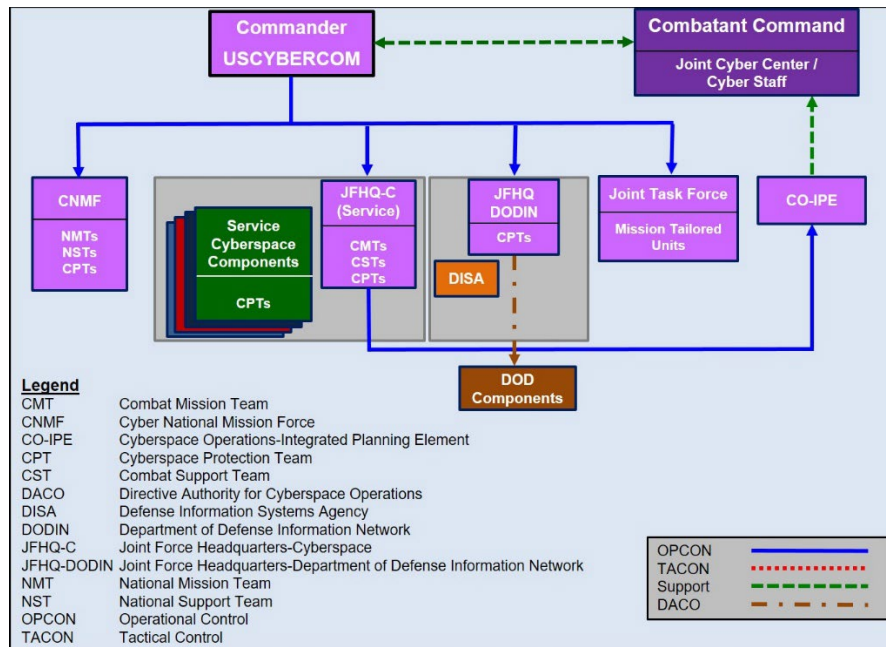 Commander
USCYBERCOM
Combatant Command
Joint Cyber Center /
Cyber Staff
CNMF
NMTs
NSTs
CPTs
Service
Cyberspace
Components
CPTs
JFHQ-C
(Service)
CMTs
CSTs
CPTs
JFHQ
DODIN
CPTs
DISA
Joint Task Force
Mission Tailored
Units
CO-IPE
DOD
Components
Legend
CMT Combat Mission Team
CNMF Cyber National Mission Force
CO-IPE Cyberspace Operations-Integrated Planning Element
CPT Cyberspace Protection Team
CST Combat Support Team
DACO Directive Authority for Cyberspace Operations
DISA Defense Information Systems Agency
DODIN Department of Defense Information Network
JFHQ-C Joint Force Headquarters-Cyberspace
JFHQ-DODIN Joint Force Headquarters-Department of Defense Information Network
NMT National Mission Team
NST National Support Team
OPCON Operational Control
TACON Tactical Control
OPCON
TACON
Support
DACO